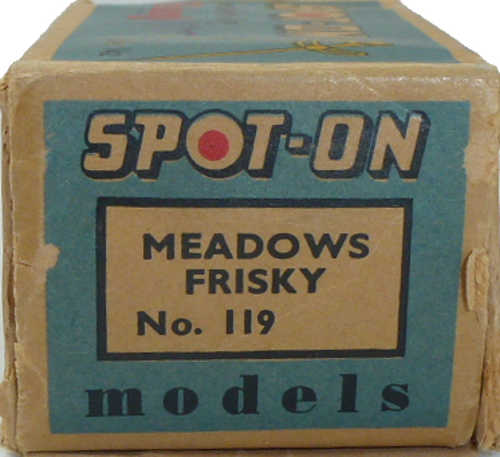 SPOT-ON
MEADOWS
FRISKY
No. 119
models